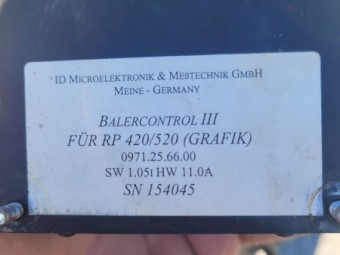 ID MICROELEKTRONIK & MEßTECHNIK GMBH
MEINE - GERMANY
BALERCONTROL III
FÜR RP 420/520 (GRAFIK)
0971.25.66.00
SW 1.05I HW 11.0A
SN 154045